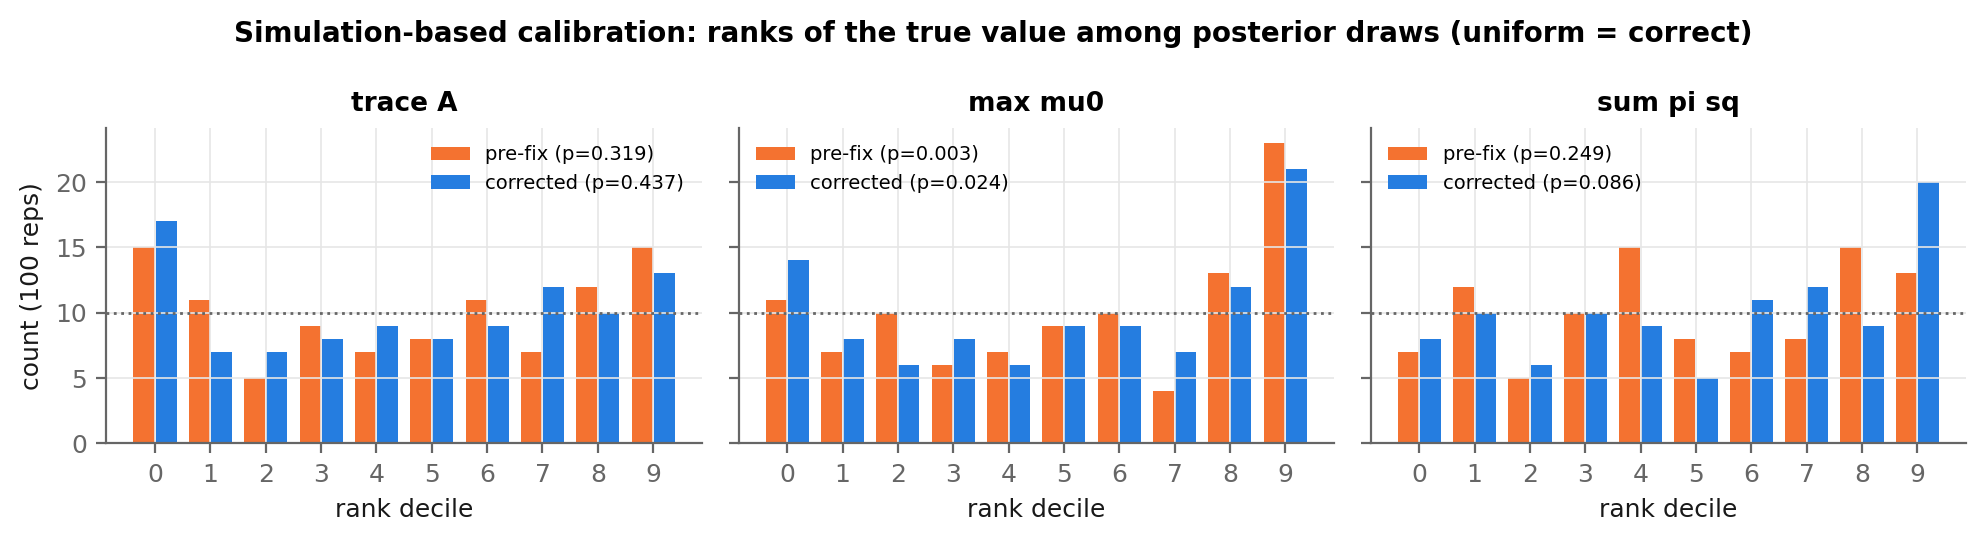 Simulation-based calibration: ranks of the true value among posterior draws (uniform = correct)
trace A
max mu0
sum pi sq
pre-fix (p=0.319)
corrected (p=0.437)
pre-fix (p=0.003)
corrected (p=0.024)
pre-fix (p=0.249)
corrected (p=0.086)
count (100 reps)
20
15
10
5
0
0 1 2 3 4 5 6 7 8 9
0 1 2 3 4 5 6 7 8 9
0 1 2 3 4 5 6 7 8 9
rank decile
rank decile
rank decile